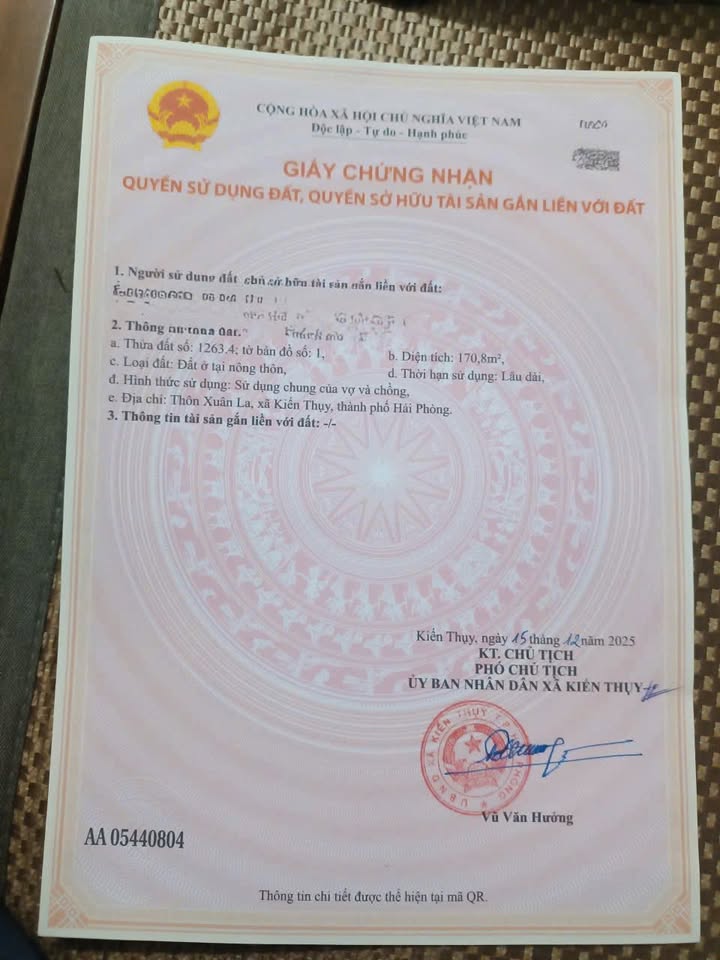 CỘNG HÒA XÃ HỘI CHỦ NGHĨA VIỆT NAM
Độc lập - Tự do - Hạnh phúc
GIẤY CHỨNG NHẬN
QUYỀN SỬ DỤNG ĐẤT, QUYỀN SỞ HỮU TÀI SẢN GẮN LIỀN VỚI ĐẤT
1. Người sử dụng đất, chủ sở hữu tài sản gắn liền với đất:
2. Thông
a. Thửa đất số: 1263.4; tờ bản đồ số: 1, b. Diện tích: 170,8m²,
c. Loại đất: Đất ở tại nông thôn, d. Thời hạn sử dụng: Lâu dài,
đ. Hình thức sử dụng: Sử dụng chung của vợ và chồng,
e. Địa chỉ: Thôn Xuân La, xã Kiến Thụy, thành phố Hải Phòng.
3. Thông tin tài sản gắn liền với đất: -/-
Kiến Thụy, ngày 15 tháng 12 năm 2025
KT. CHỦ TỊCH
PHÓ CHỦ TỊCH
ỦY BAN NHÂN DÂN XÃ KIẾN THỤY
U.B.N.D XÃ KIẾN THỤY T.P PHÒNG
Vũ Văn Hưởng
AA 05440804
Thông tin chi tiết được thể hiện tại mã QR.